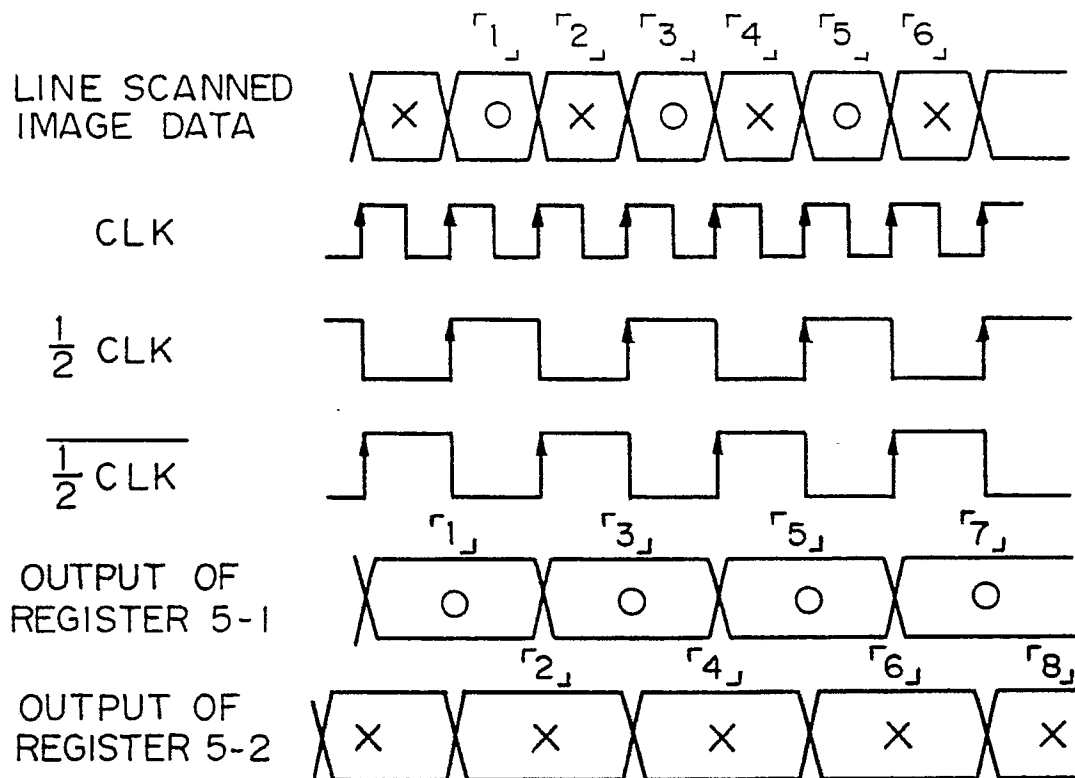 「1」 「2」 「3」 「4」 「5」 「6」
LINE SCANNED
IMAGE DATA
× ○ × ○ × ○ ×
CLK
1/2 CLK
1/2 CLK
「1」 「3」 「5」 「7」
OUTPUT OF
REGISTER 5-1
○ ○ ○ ○
「2」 「4」 「6」 「8」
OUTPUT OF
REGISTER 5-2
× × × × ×